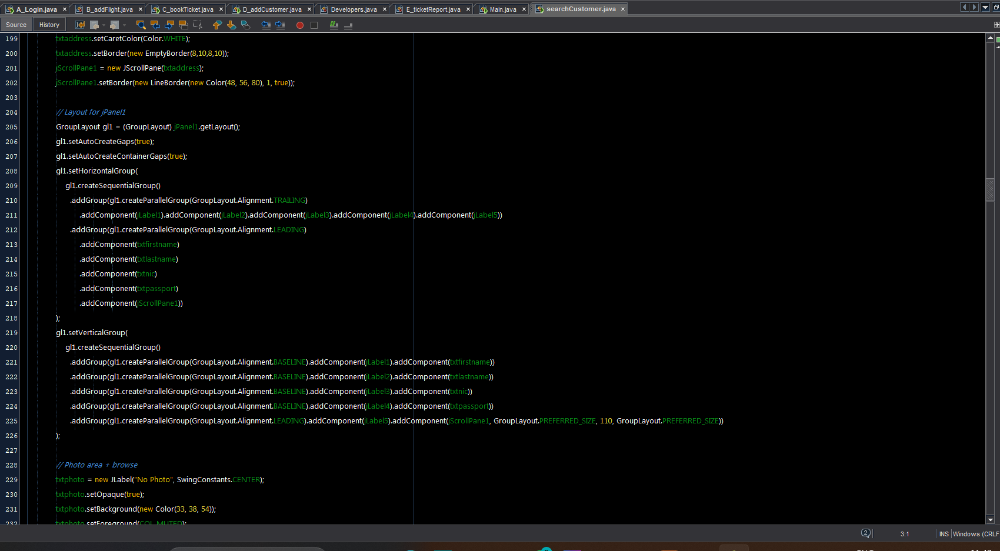 A_Login.java × B_addFlight.java × C_bookTicket.java × D_addCustomer.java × Developers.java × E_ticketReport.java × Main.java × searchCustomer.java ×
Source History
199 txtaddress.setCaretColor(Color.WHITE);
200 txtaddress.setBorder(new EmptyBorder(8,10,8,10));
201 jScrollPane1 = new JScrollPane(txtaddress);
202 jScrollPane1.setBorder(new LineBorder(new Color(48, 56, 80), 1, true));
203
204 // Layout for jPanel1
205 GroupLayout gl1 = (GroupLayout) jPanel1.getLayout();
206 gl1.setAutoCreateGaps(true);
207 gl1.setAutoCreateContainerGaps(true);
208 gl1.setHorizontalGroup(
209 gl1.createSequentialGroup()
210 .addGroup(gl1.createParallelGroup(GroupLayout.Alignment.TRAILING)
211 .addComponent(jLabel1).addComponent(jLabel2).addComponent(jLabel3).addComponent(jLabel4).addComponent(jLabel5))
212 .addGroup(gl1.createParallelGroup(GroupLayout.Alignment.LEADING)
213 .addComponent(txtfirstname)
214 .addComponent(txtlastname)
215 .addComponent(txtnic)
216 .addComponent(txtpassport)
217 .addComponent(jScrollPane1))
218 );
219 gl1.setVerticalGroup(
220 gl1.createSequentialGroup()
221 .addGroup(gl1.createParallelGroup(GroupLayout.Alignment.BASELINE).addComponent(jLabel1).addComponent(txtfirstname))
222 .addGroup(gl1.createParallelGroup(GroupLayout.Alignment.BASELINE).addComponent(jLabel2).addComponent(txtlastname))
223 .addGroup(gl1.createParallelGroup(GroupLayout.Alignment.BASELINE).addComponent(jLabel3).addComponent(txtnic))
224 .addGroup(gl1.createParallelGroup(GroupLayout.Alignment.BASELINE).addComponent(jLabel4).addComponent(txtpassport))
225 .addGroup(gl1.createParallelGroup(GroupLayout.Alignment.LEADING).addComponent(jLabel5).addComponent(jScrollPane1, GroupLayout.PREFERRED_SIZE, 110, GroupLayout.PREFERRED_SIZE))
226 );
227
228 // Photo area + browse
229 txtphoto = new JLabel("No Photo", SwingConstants.CENTER);
230 txtphoto.setOpaque(true);
231 txtphoto.setBackground(new Color(33, 38, 54));
232 txtphoto.setForeground(COL_MUTED);
2 3:1 INS Windows (CRLF